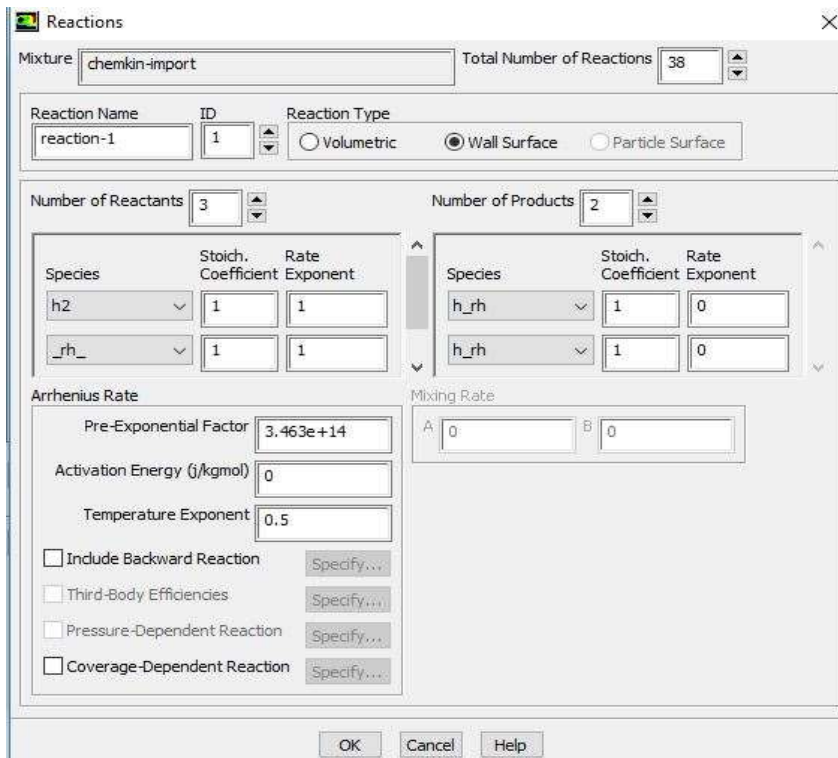 Reactions
Mixture chemkin-import Total Number of Reactions 38
Reaction Name ID Reaction Type
reaction-1 1 Volumetric Wall Surface Particle Surface
Number of Reactants 3 Number of Products 2
Species Stoich. Coefficient Rate Exponent Species Stoich. Coefficient Rate Exponent
h2 1 1 h_rh 1 0
_rh_ 1 1 h_rh 1 0
Arrhenius Rate Mixing Rate
Pre-Exponential Factor 3.463e+14 A 0 B 0
Activation Energy (j/kgmol) 0
Temperature Exponent 0.5
Include Backward Reaction Specify...
Third-Body Efficiencies Specify...
Pressure-Dependent Reaction Specify...
Coverage-Dependent Reaction Specify...
OK Cancel Help